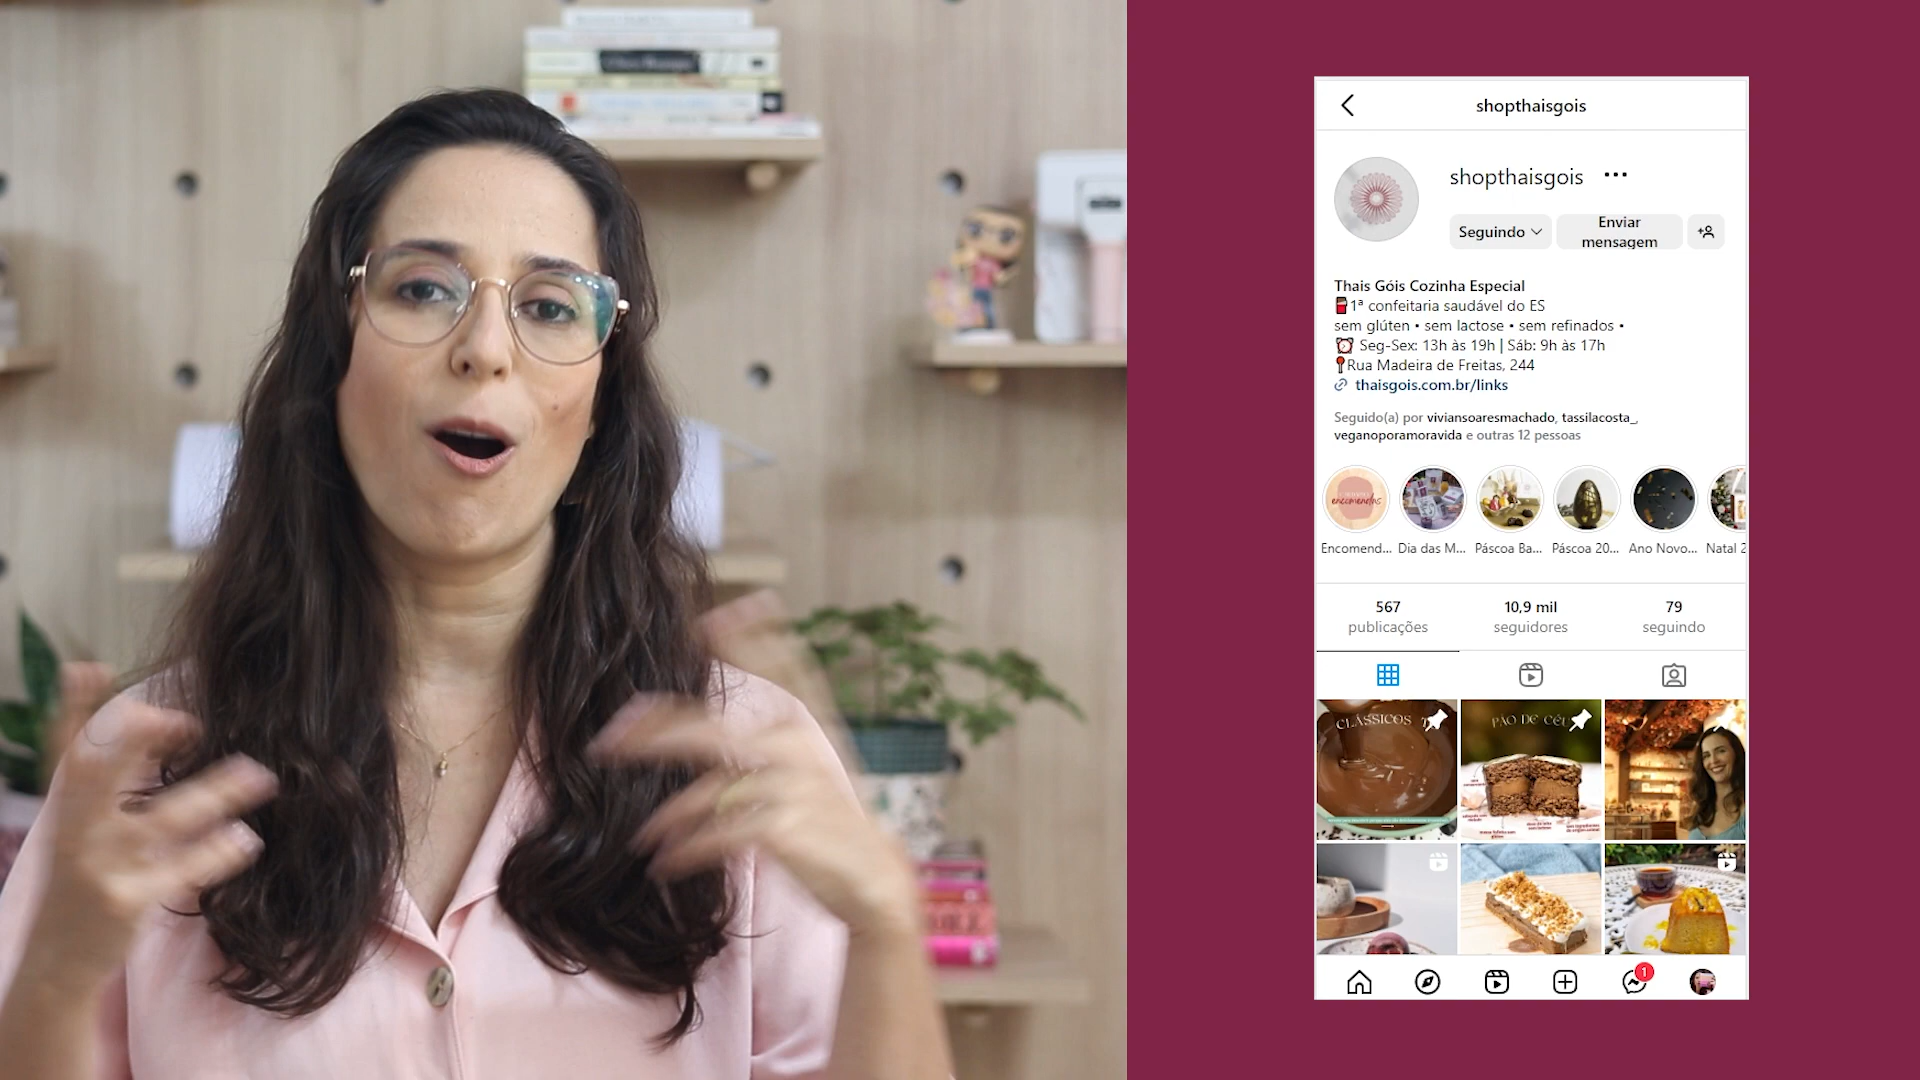 shopthaisgois
shopthaisgois
Seguindo
Enviar
mensagem
Thais Góis Cozinha Especial
1ª confeitaria saudável do ES
sem glúten • sem lactose • sem refinados •
Seg-Sex: 13h às 19h | Sáb: 9h às 17h
Rua Madeira de Freitas, 244
thaisgois.com.br/links
Seguido(a) por viviansoaresmachado, tassilacosta_,
veganoporamoravida e outras 12 pessoas
encomendas
Encomend... Dia das M... Páscoa Ba... Páscoa 20... Ano Novo... Natal 2
567 10,9 mil 79
publicações seguidores seguindo
CLÁSSICOS T
PÃO DE CÉU
1